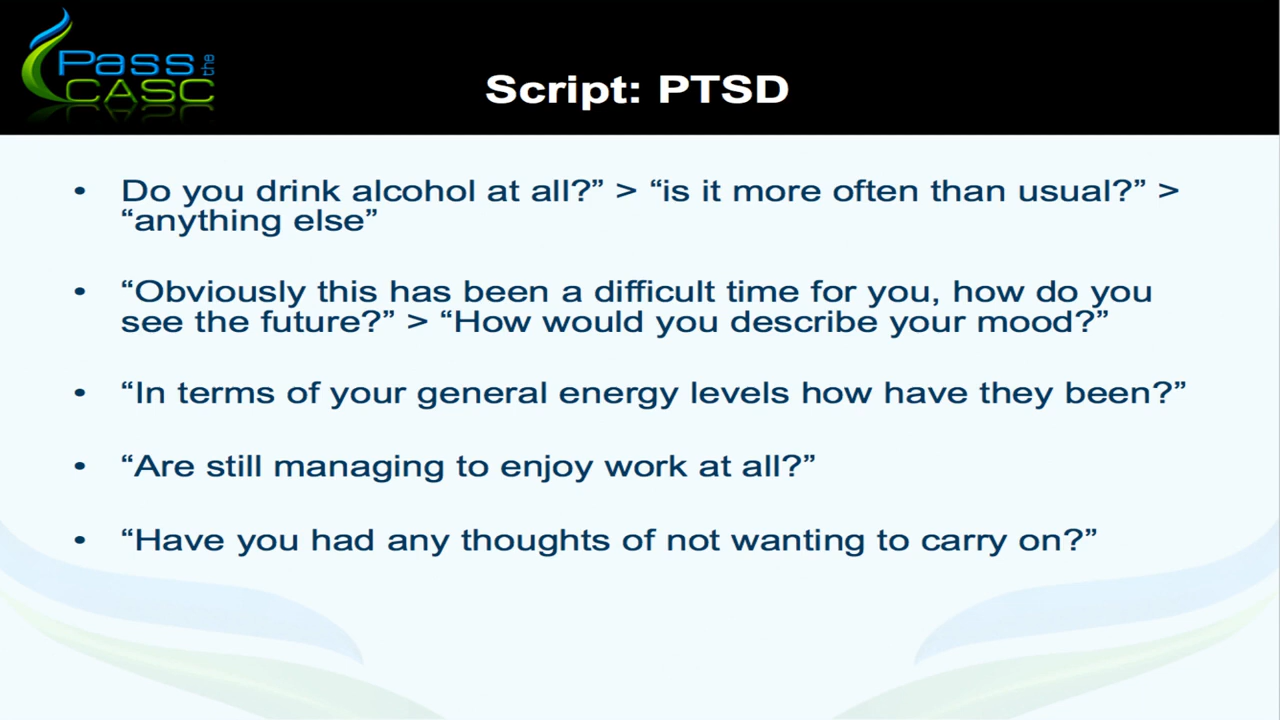 Pass the
CASC
Script: PTSD
• Do you drink alcohol at all?” > “is it more often than usual?” >
“anything else”
• “Obviously this has been a difficult time for you, how do you
see the future?” > “How would you describe your mood?”
• “In terms of your general energy levels how have they been?”
• “Are still managing to enjoy work at all?”
• “Have you had any thoughts of not wanting to carry on?”